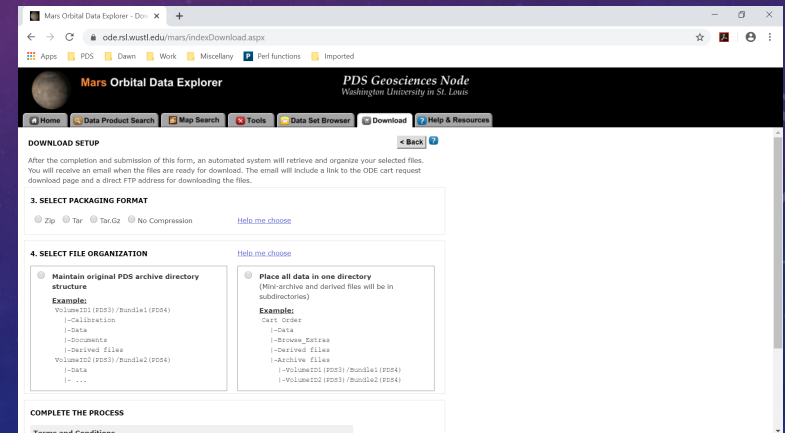 Mars Orbital Data Explorer - Dow
ode.rsl.wustl.edu/mars/indexDownload.aspx
Apps PDS Dawn Work Miscellany P Perl functions Imported
Mars Orbital Data Explorer
PDS Geosciences Node
Washington University in St. Louis
Home Data Product Search Map Search Tools Data Set Browser Download Help & Resources
DOWNLOAD SETUP
< Back ?
After the completion and submission of this form, an automated system will retrieve and organize your selected files.
You will receive an email when the files are ready for download. The email will include a link to the ODE cart request
download page and a direct FTP address for downloading the files.
3. SELECT PACKAGING FORMAT
Zip Tar Tar.Gz No Compression Help me choose
4. SELECT FILE ORGANIZATION Help me choose
Maintain original PDS archive directory
structure
Example:
VolumeID1(PDS3)/Bundle1(PDS4)
|-Calibration
|-Data
|-Documents
|-Derived files
VolumeID2(PDS3)/Bundle2(PDS4)
|-Data
|- ...
Place all data in one directory
(Mini-archive and derived files will be in
subdirectories)
Example:
Cart Order
|-Data
|-Browse_Extras
|-Derived files
|-Archive files
|-VolumeID1(PDS3)/Bundle1(PDS4)
|-VolumeID2(PDS3)/Bundle2(PDS4)
COMPLETE THE PROCESS
Terms and Conditions